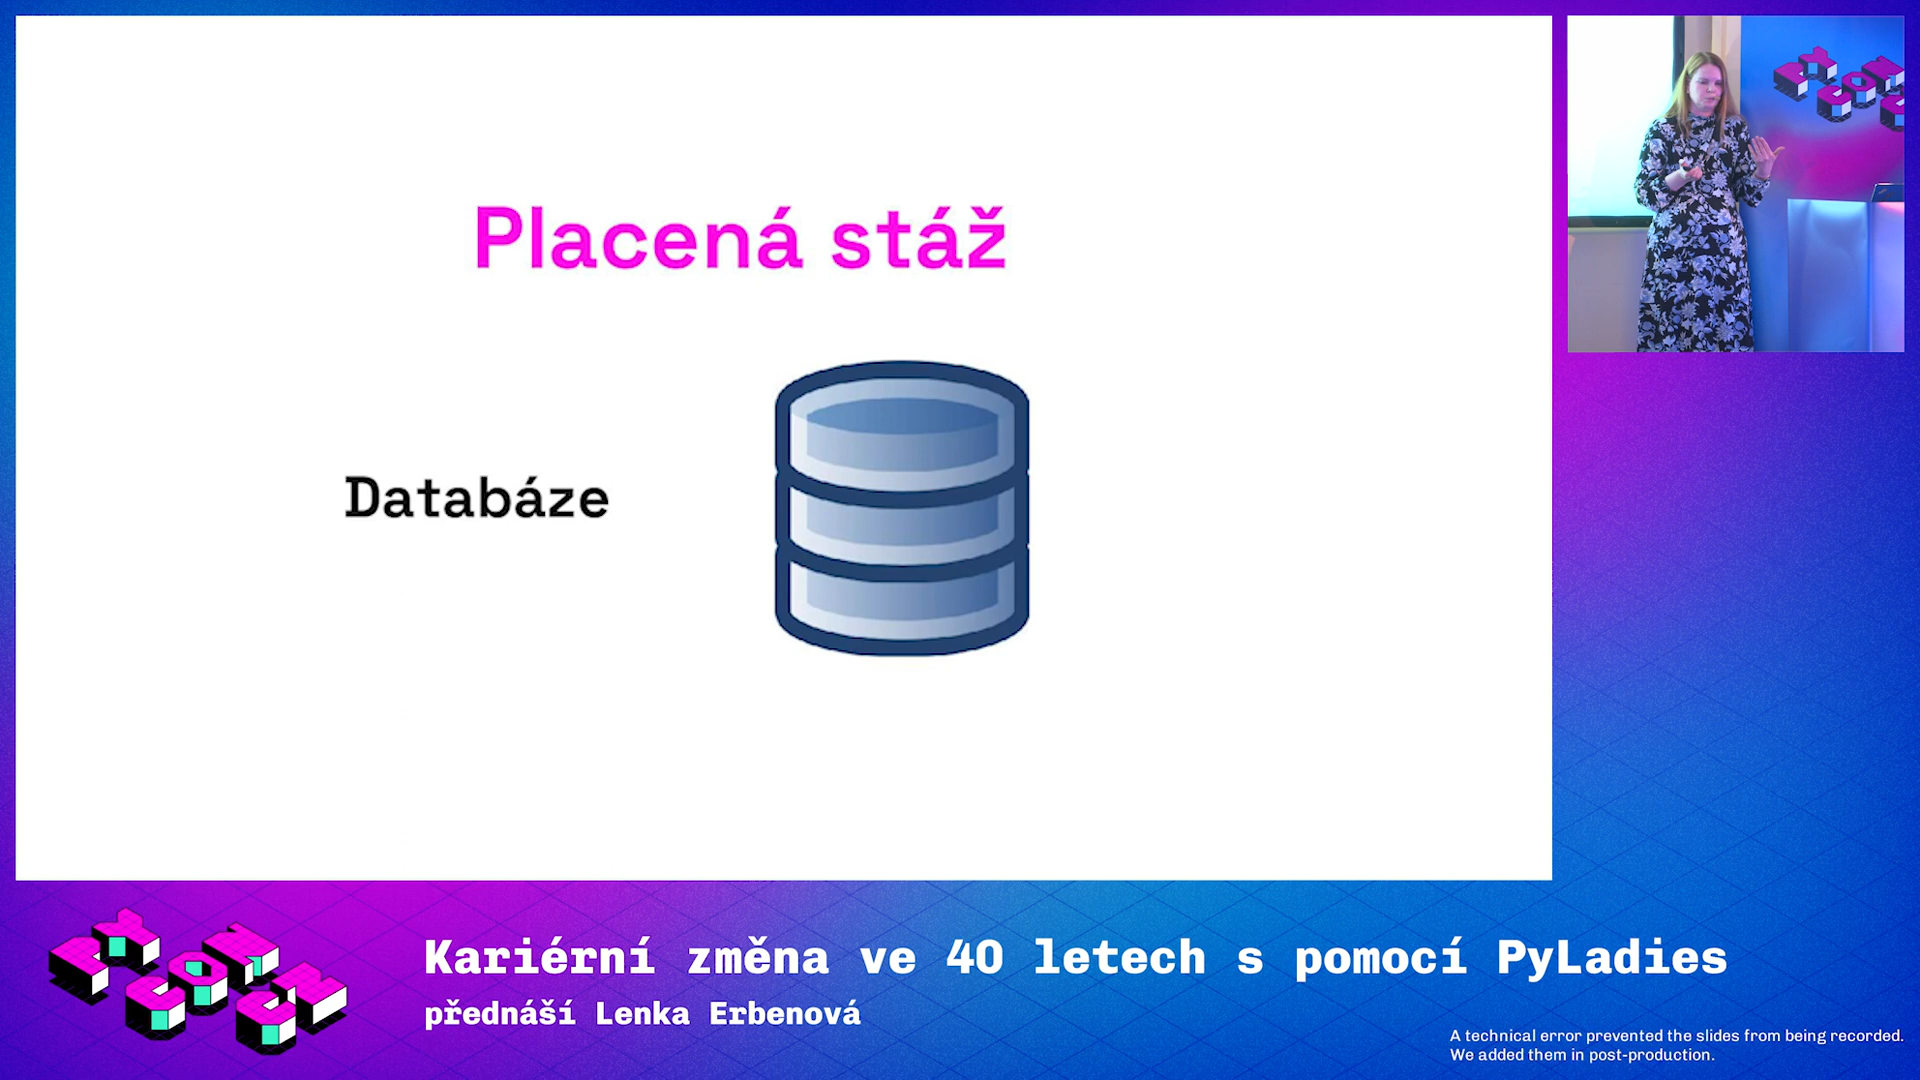 Placená stáž
Databáze
PYCONCZ
Kariérní změna ve 40 letech s pomocí PyLadies
přednáší Lenka Erbenová
A technical error prevented the slides from being recorded.
We added them in post-production.